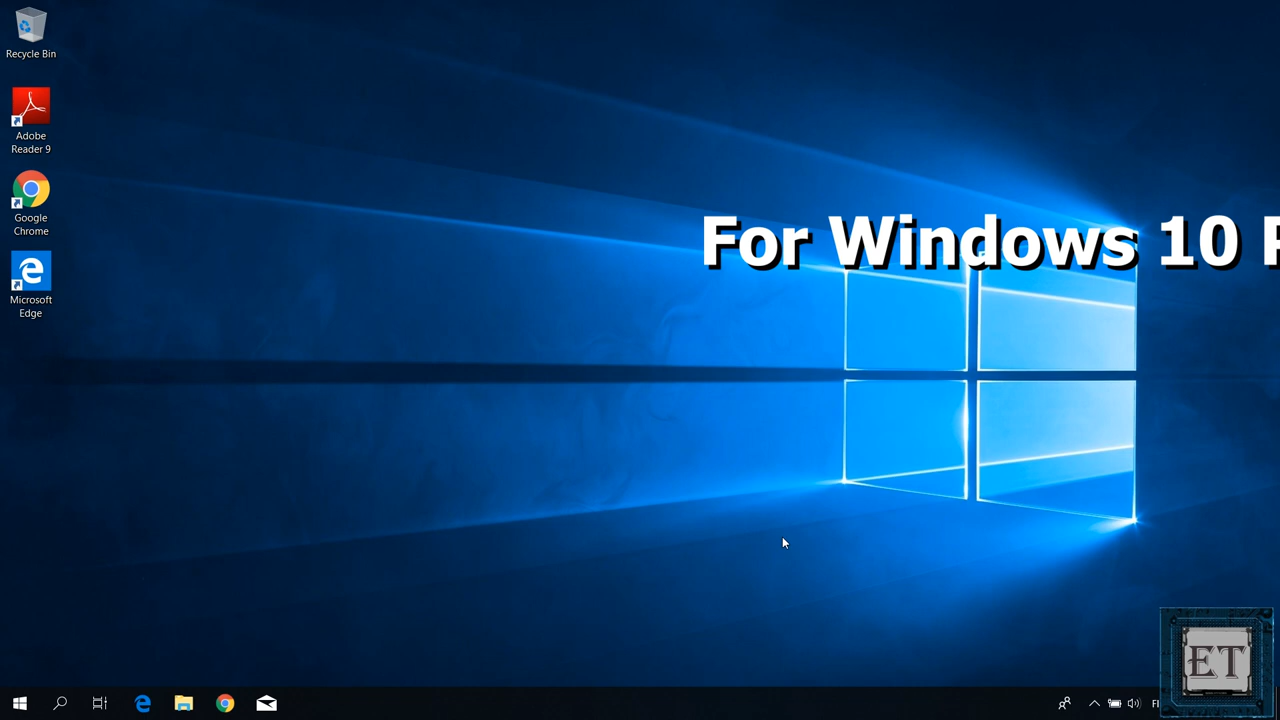 Recycle Bin
Adobe
Reader 9
Google
Chrome
Microsoft
Edge
For Windows 10
ET